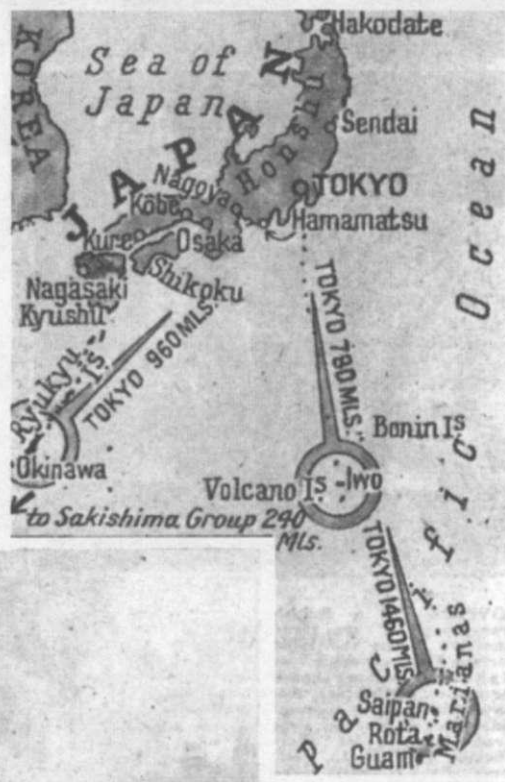 Hakodate
KOREA
Sea of
Japan
JAPAN
Honshu
Sendai
Nagoya
TOKYO
Kobe
Hamamatsu
Kure
Osaka
Shikoku
Nagasaki
Kyushu
Ryukyu Is
TOKYO 960 MLS.
TOKYO 780 MLS.
Bonin Is
Okinawa
Volcano Is
Iwo
to Sakishima Group 240
Mls.
TOKYO 1460 MLS.
Marianas
Saipan
Rota
Guam
Pacific
Ocean